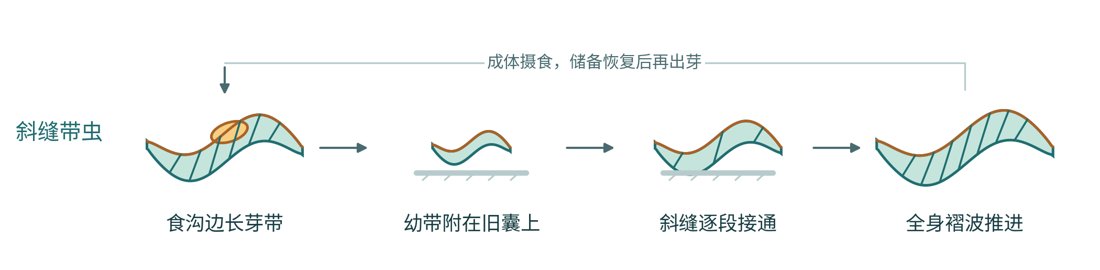 成体摄食，储备恢复后再出芽
斜缝带虫
食沟边长芽带
幼带附在旧囊上
斜缝逐段接通
全身褶波推进